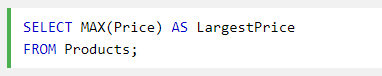 SELECT MAX(Price) AS LargestPrice
FROM Products;